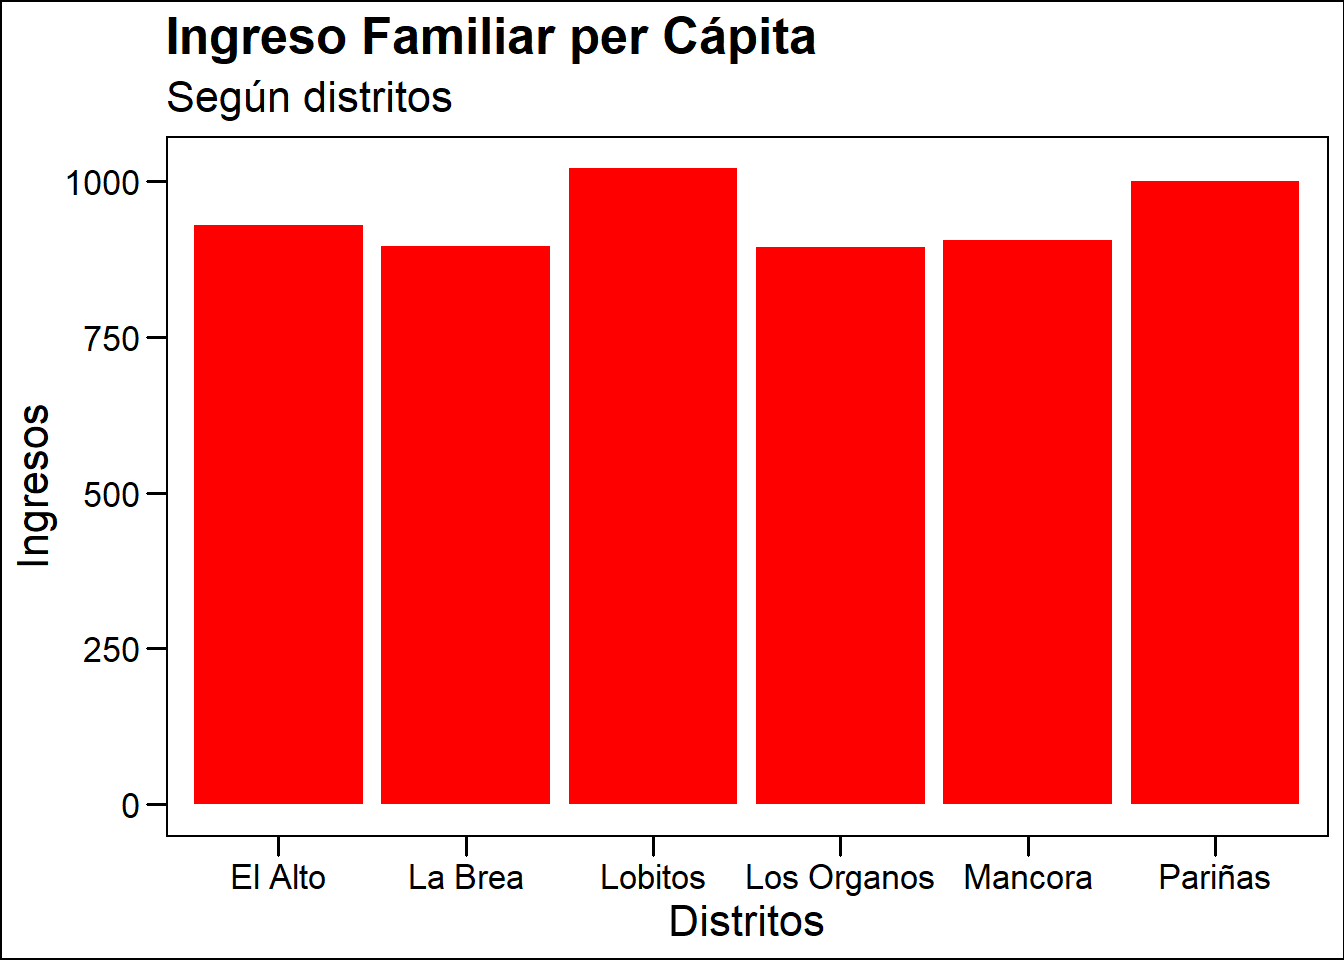 Ingreso Familiar per Cápita
Según distritos
Ingresos
1000
750
500
250
0
El Alto La Brea Lobitos Los Organos Mancora Pariñas
Distritos